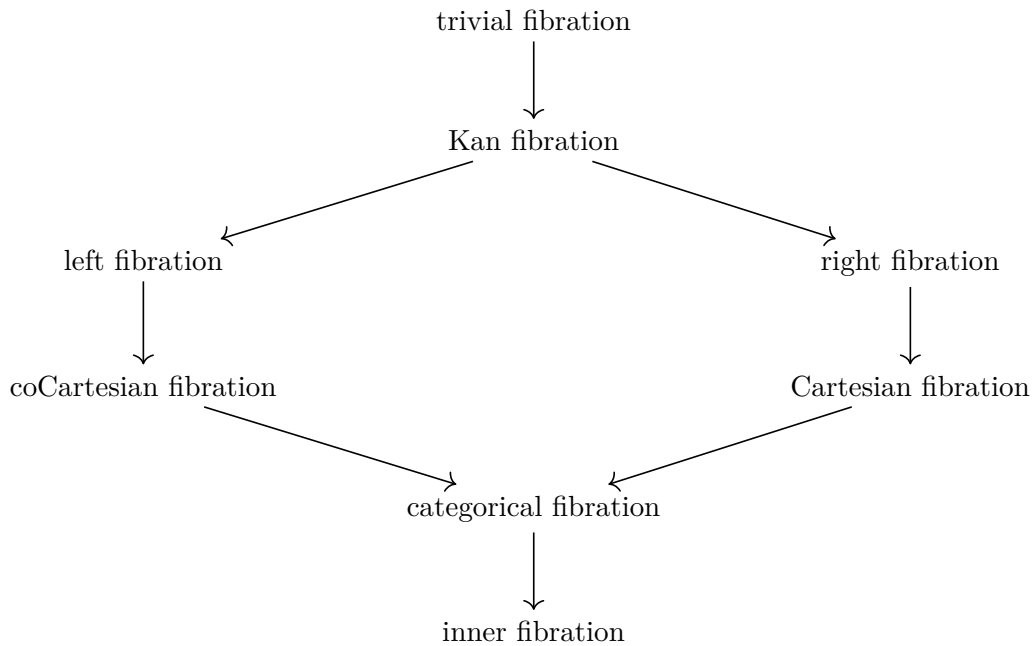 trivial fibration
Kan fibration
left fibration
right fibration
coCartesian fibration
Cartesian fibration
categorical fibration
inner fibration